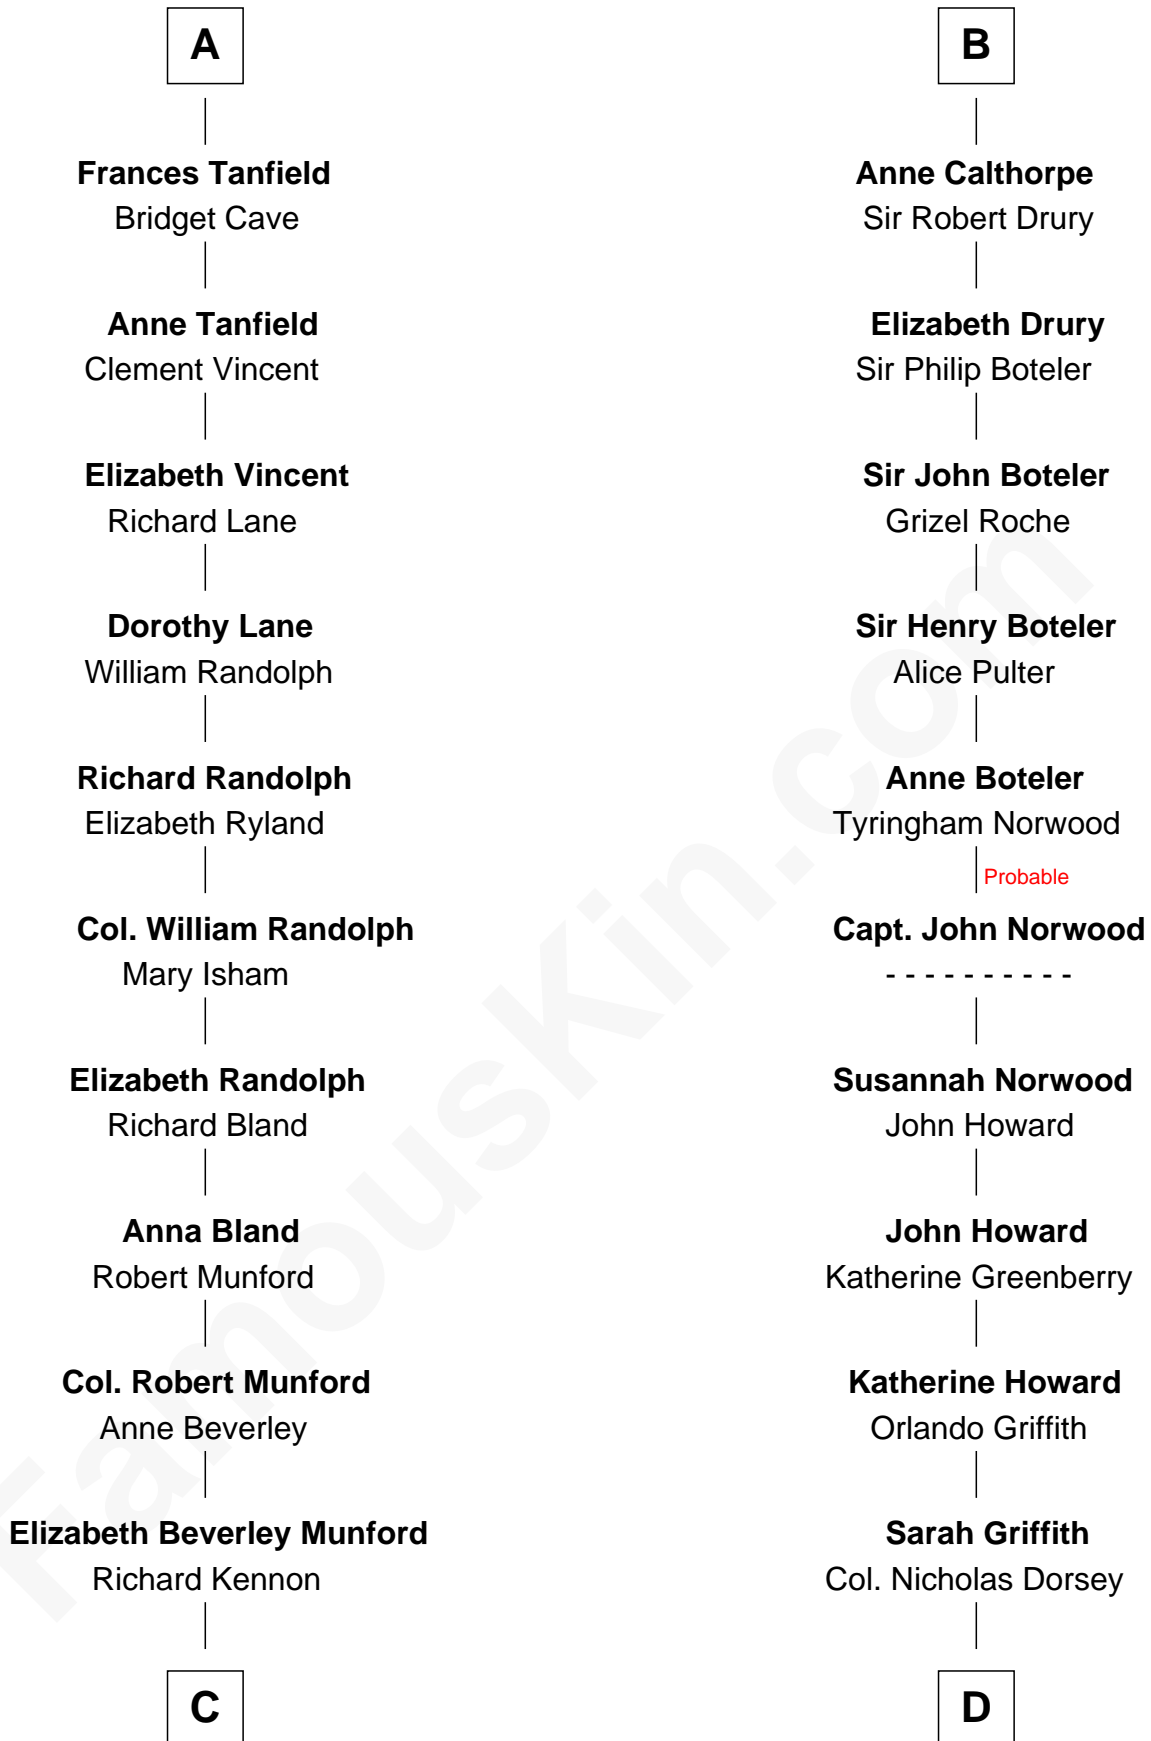 A
Frances Tanfield
Bridget Cave
Anne Tanfield
Clement Vincent
Elizabeth Vincent
Richard Lane
Dorothy Lane
William Randolph
Richard Randolph
Elizabeth Ryland
Col. William Randolph
Mary Isham
Elizabeth Randolph
Richard Bland
Anna Bland
Robert Munford
Col. Robert Munford
Anne Beverley
Elizabeth Beverley Munford
Richard Kennon
C
B
Anne Calthorpe
Sir Robert Drury
Elizabeth Drury
Sir Philip Boteler
Sir John Boteler
Grizel Roche
Sir Henry Boteler
Alice Pulter
Anne Boteler
Tyringham Norwood
Probable
Capt. John Norwood
- - - - - - - - - -
Susannah Norwood
John Howard
John Howard
Katherine Greenberry
Katherine Howard
Orlando Griffith
Sarah Griffith
Col. Nicholas Dorsey
D
FamousKin.com